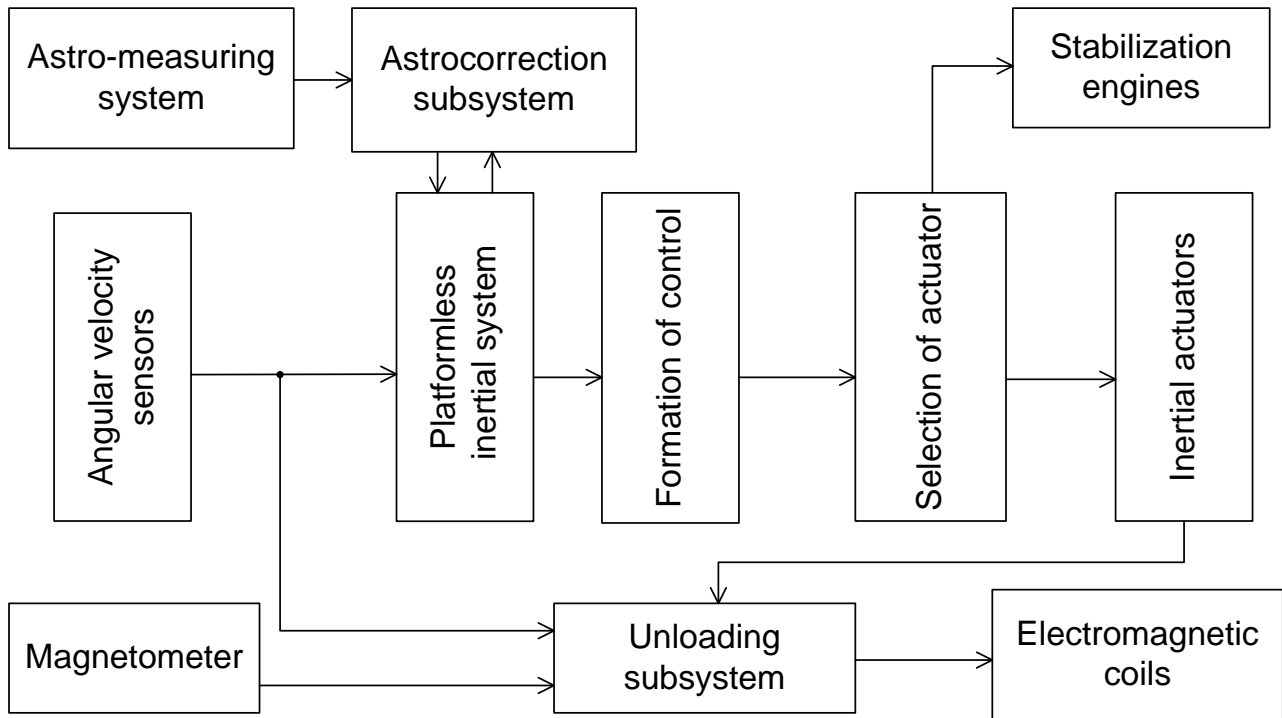 Astro-measuring
system
Astrocorrection
subsystem
Stabilization
engines
Angular velocity
sensors
Platformless
inertial system
Formation of control
Selection of actuator
Inertial actuators
Magnetometer
Unloading
subsystem
Electromagnetic
coils